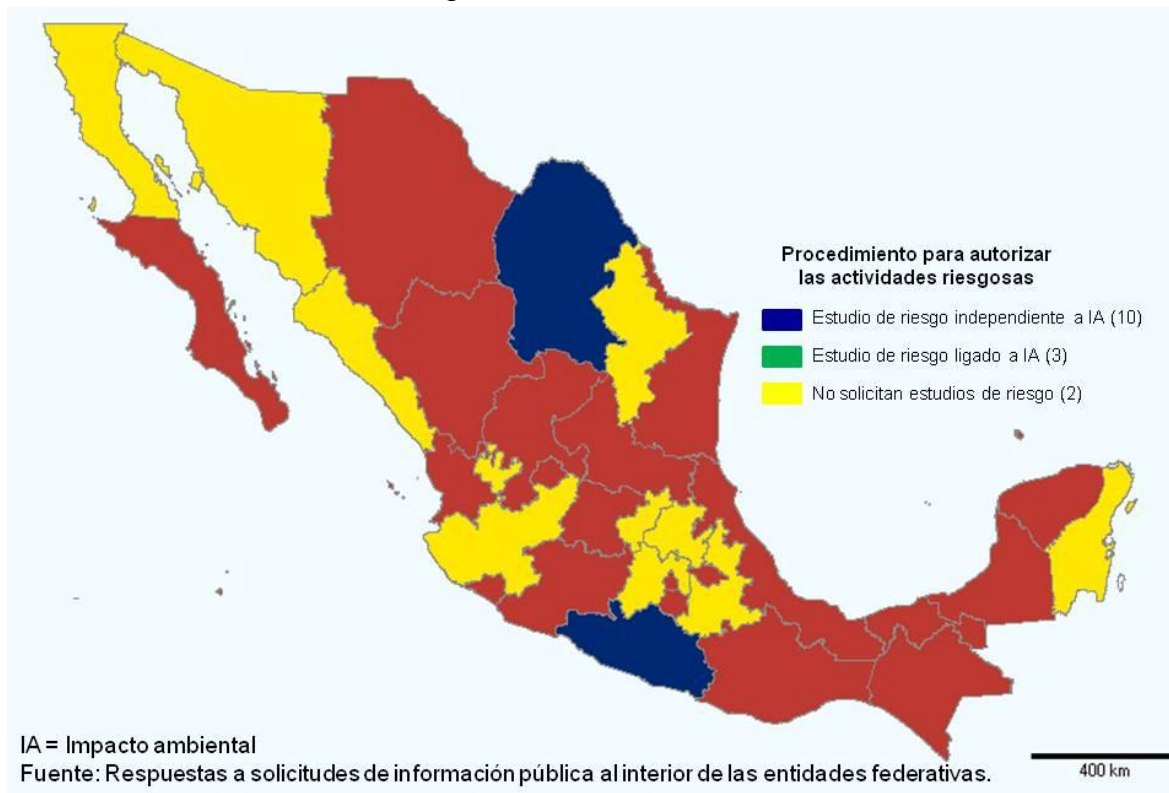 Procedimiento para autorizar
las actividades riesgosas
Estudio de riesgo independiente a IA (10)
Estudio de riesgo ligado a IA (3)
No solicitan estudios de riesgo (2)
IA = Impacto ambiental
Fuente: Respuestas a solicitudes de información pública al interior de las entidades federativas.
400 km